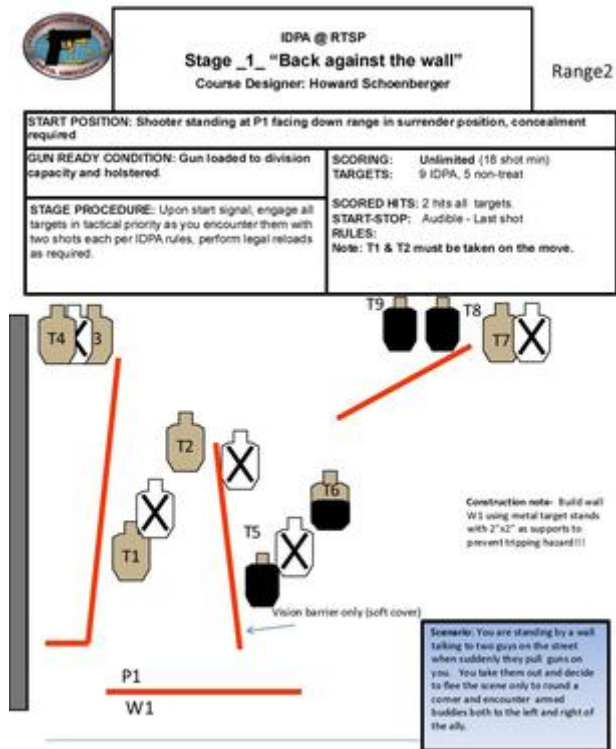 IDPA @ RTSP
Stage _1_ “Back against the wall”
Course Designer: Howard Schoenberger
Range2
START POSITION: Shooter standing at P1 facing down range in surrender position, concealment
required
GUN READY CONDITION: Gun loaded to division
capacity and holstered.
STAGE PROCEDURE: Upon start signal, engage all
targets in tactical priority as you encounter them with
two shots each per IDPA rules, perform legal reloads
as required.
SCORING: Unlimited (18 shot min)
TARGETS: 9 IDPA, 5 non-treat
SCORED HITS: 2 hits all targets
START-STOP: Audible - Last shot
RULES:
Note: T1 & T2 must be taken on the move.
T9
T8
T4
X
3
T7
X
T2
X
T6
X
T1
T5
X
Construction note- Build wall
W1 using metal target stands
with 2"x2" as supports to
prevent tripping hazard!!!
Vision barrier only (soft cover)
P1
W1
Scenario: You are standing by a wall
talking to two guys on the street
when suddenly they pull guns on
you. You take them out and decide
to flee the scene only to round a
corner and encounter armed
buddies both to the left and right of
the ally.